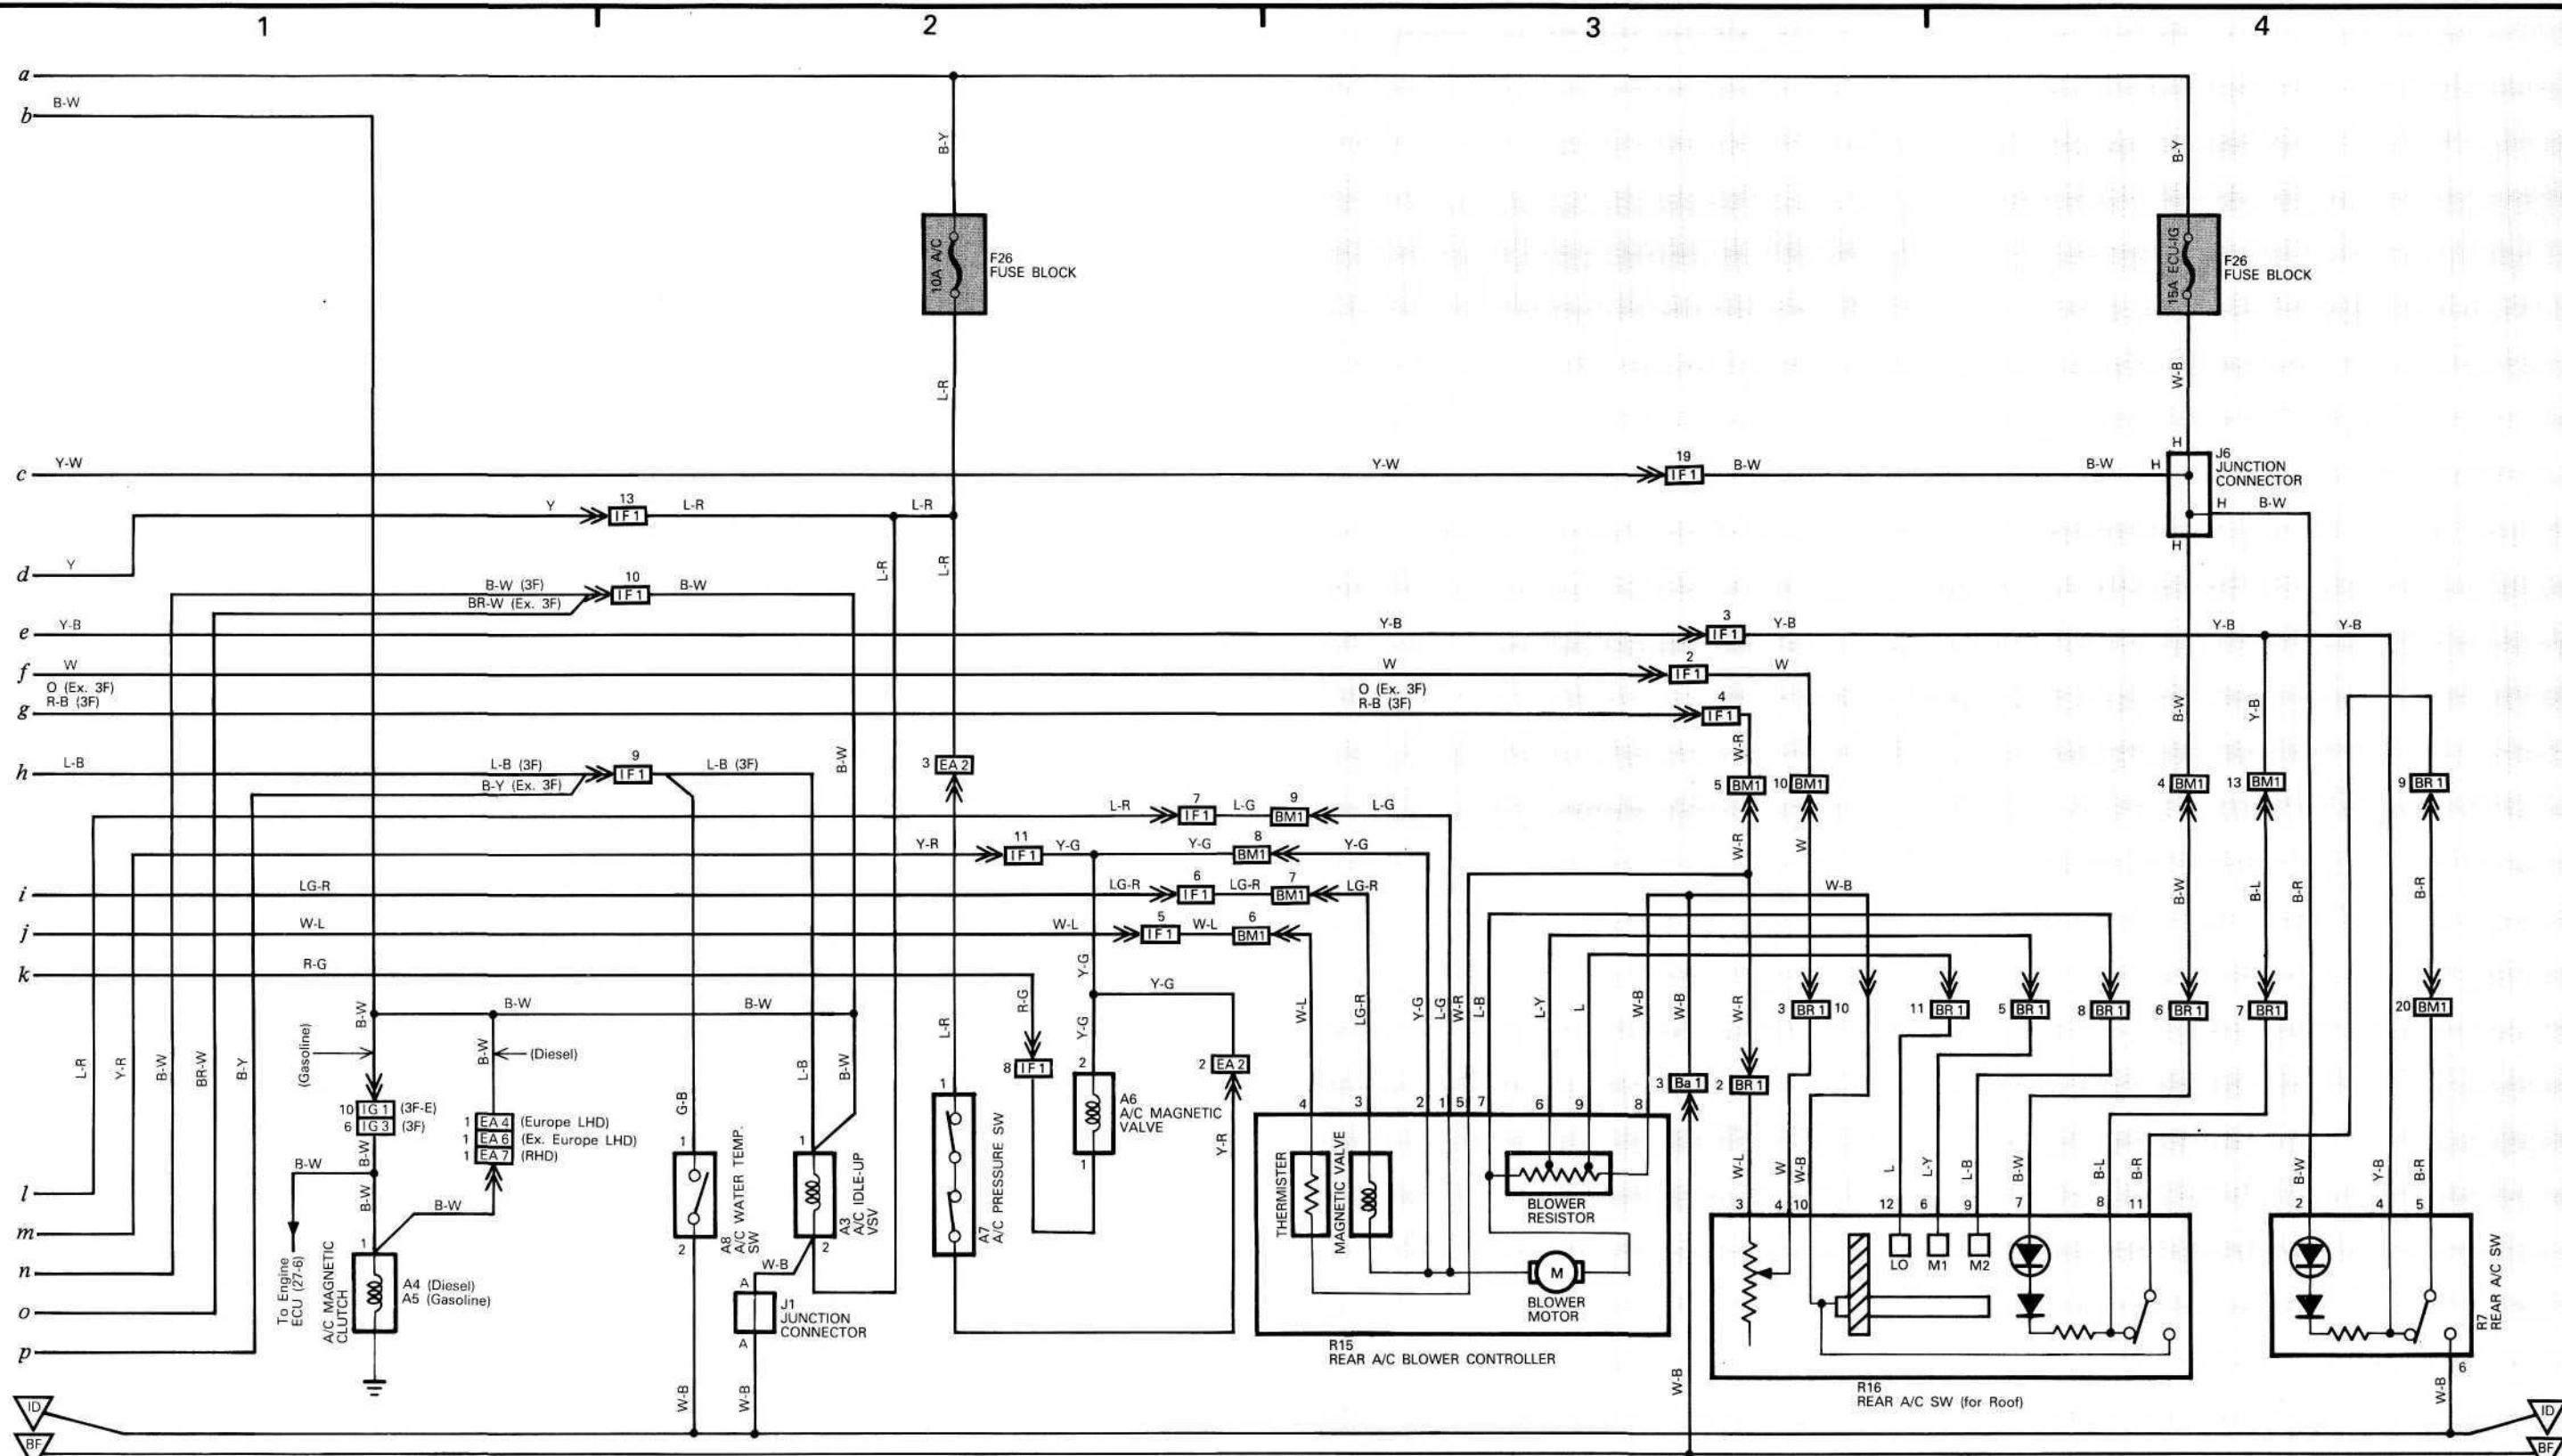 1 2 3 4
a
b B-W
B-Y
B-Y
10A A/C
F26
FUSE BLOCK
15A ECU-IG
F26
FUSE BLOCK
L-R
W-B
H
c Y-W Y-W 19 IF1 B-W B-W H
J6
JUNCTION
CONNECTOR
H B-W
H
Y 13 IF1 L-R L-R
d Y
L-R
L-R
B-W (3F) 10 IF1 B-W
BR-W (Ex. 3F)
e Y-B Y-B 3 IF1 Y-B Y-B Y-B
f W W 2 IF1 W
O (Ex. 3F)
R-B (3F)
g
O (Ex. 3F)
R-B (3F)
4 IF1
W-R
B-W
Y-B
B-W
h L-B L-B (3F) 9 IF1 L-B (3F)
B-Y (Ex. 3F)
3 EA2
5 BM1 10 BM1
4 BM1 13 BM1 9 BR1
L-R 7 IF1 L-G 9 BM1 L-G
Y-R 11 IF1 Y-G Y-G 8 BM1 Y-G
W-R
W
i LG-R LG-R 6 IF1 LG-R 7 BM1 LG-R
W-B
B-W
B-L
B-R
B-R
j W-L W-L 5 IF1 W-L 6 BM1
k R-G
Y-G
Y-G
B-W
B-W
B-W
(Gasoline)
B-W
(Diesel)
L-R
Y-R
B-W
BR-W
B-Y
G-B
L-B
B-W
L-R
R-G
Y-G
W-L
LG-R
Y-G
L-G
W-R
L-B
L-Y
L
W-B
W-B
W-R
3 BR1 10
11 BR1
5 BR1
8 BR1
6 BR1
7 BR1
20 BM1
8 IF1
2 EA2
3 Ba1
2 BR1
10 IG1 (3F-E)
6 IG3 (3F)
1 EA4 (Europe LHD)
1 EA6 (Ex. Europe LHD)
1 EA7 (RHD)
B-W
B-W
B-W
B-W
To Engine
ECU (27-6)
A/C MAGNETIC
CLUTCH
1
A4 (Diesel)
A5 (Gasoline)
1
2
A8
A/C WATER TEMP.
SW
1
2
A3
A/C IDLE-UP
VSV
W-B
A
J1
JUNCTION
CONNECTOR
A
W-B
W-B
1
A7
A/C PRESSURE SW
2
A6
A/C MAGNETIC
VALVE
1
Y-R
4 3 2 1 5 7 6 9 8
THERMISTER
MAGNETIC VALVE
BLOWER
RESISTOR
M
BLOWER
MOTOR
R15
REAR A/C BLOWER CONTROLLER
W-B
W-L
W
W-B
L
L-Y
L-B
B-W
B-L
B-R
3 4 10 12 6 9 7 8 11
LO M1 M2
R16
REAR A/C SW (for Roof)
B-W
Y-B
B-R
2 4 5
R7
REAR A/C SW
6
W-B
l
m
n
o
p
ID
BF
ID
BF